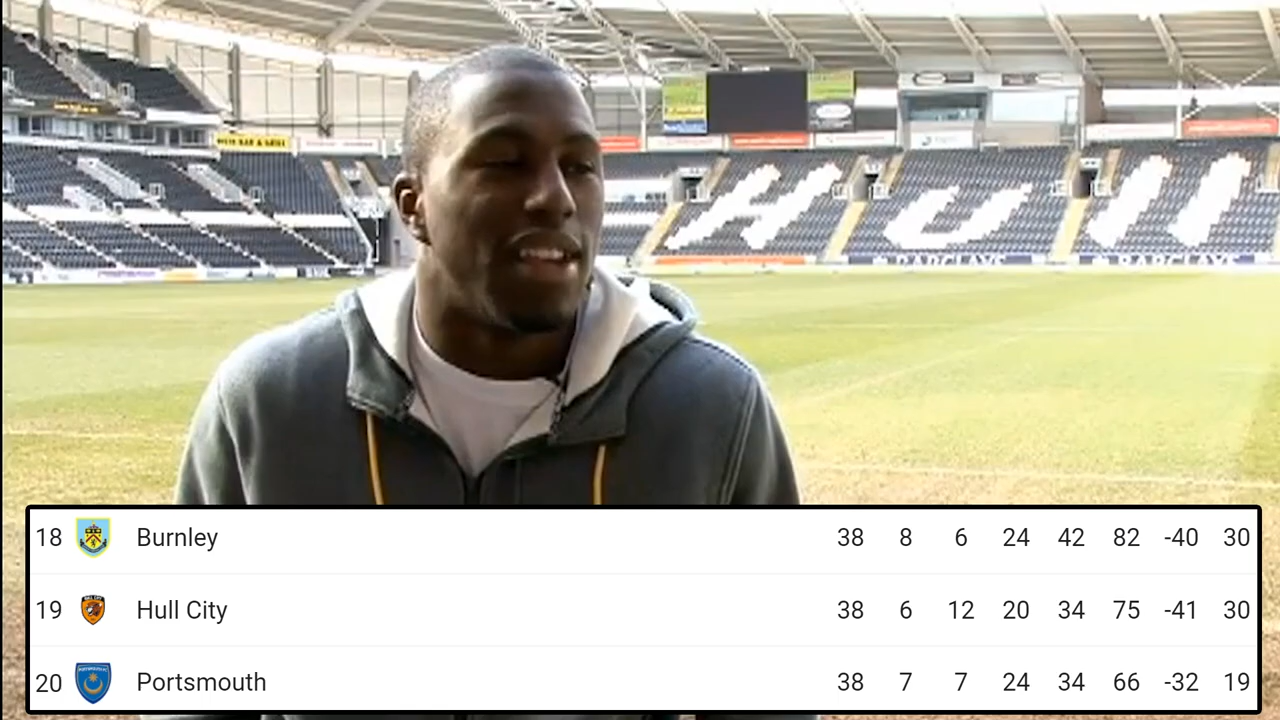 HULL
BARCLAYS
BARCLAYS
18 Burnley 38 8 6 24 42 82 -40 30
19 Hull City 38 6 12 20 34 75 -41 30
20 Portsmouth 38 7 7 24 34 66 -32 19